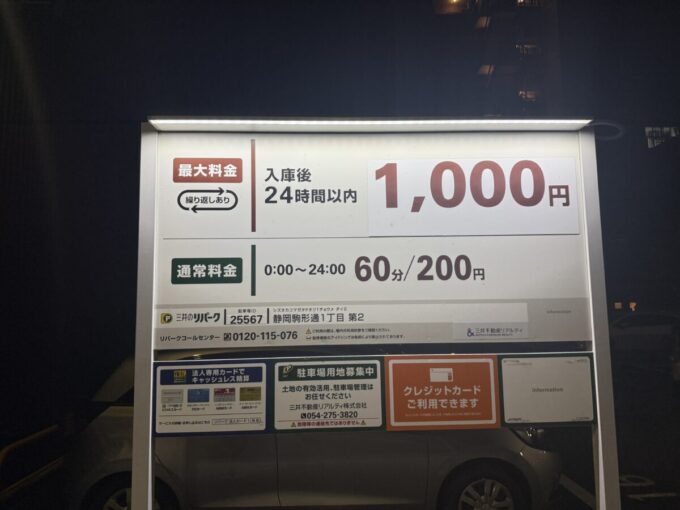 最大料金
繰り返しあり
入庫後
24時間以内
1,000円
通常料金
0:00～24:00
60分/200円
三井のリパーク
25567
静岡駒形通1丁目 第2
リパークコールセンター 0120-115-076
三井不動産リアルティ
information
法人専用カードで
キャッシュレス精算
駐車場用地募集中
土地の有効活用、駐車場管理は
お任せください
三井不動産リアルティ株式会社
054-275-3820
クレジットカード
ご利用できます
information